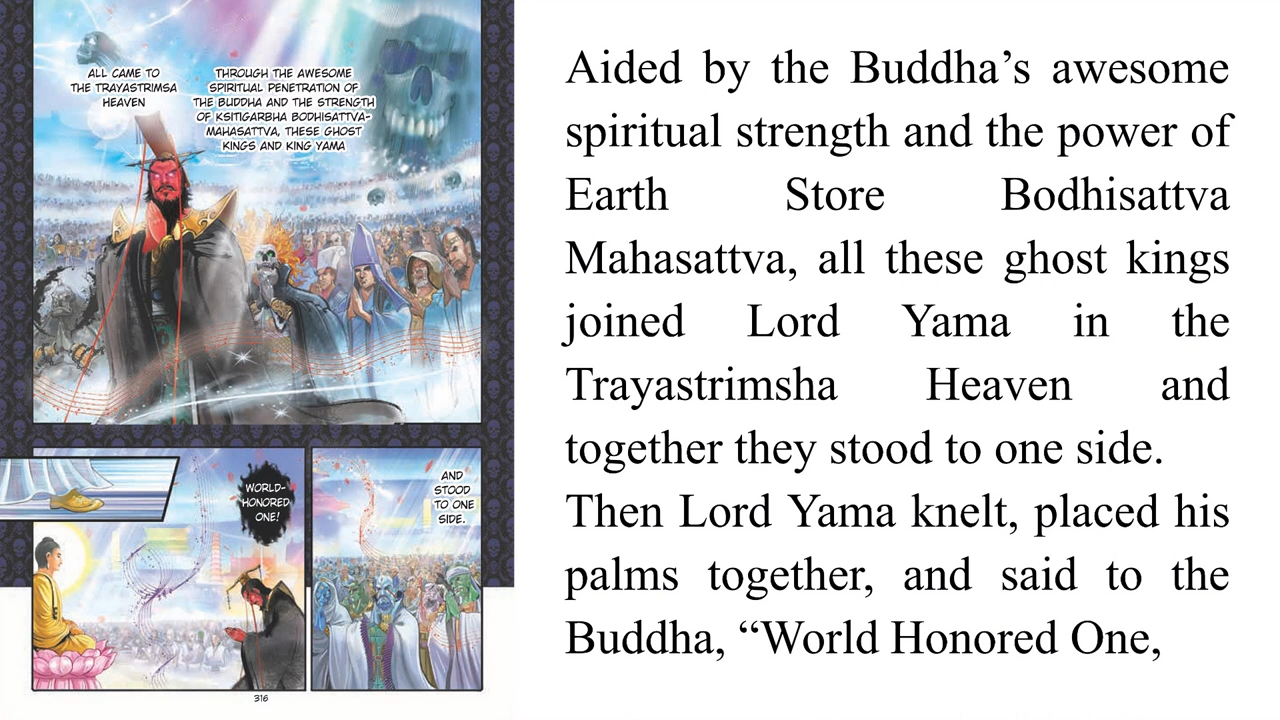 ALL CAME TO
THE TRAYASTRIMSA
HEAVEN
THROUGH THE AWESOME
SPIRITUAL PENETRATION OF
THE BUDDHA AND THE STRENGTH
OF KSITIGARBHA BODHISATTVA-
MAHASATTVA, THESE GHOST
KINGS AND KING YAMA
AND
STOOD
TO ONE
SIDE.
WORLD-
HONORED
ONE!
316
Aided by the Buddha’s awesome
spiritual strength and the power of
Earth Store Bodhisattva
Mahasattva, all these ghost kings
joined Lord Yama in the
Trayastrimsha Heaven and
together they stood to one side.
Then Lord Yama knelt, placed his
palms together, and said to the
Buddha, “World Honored One,